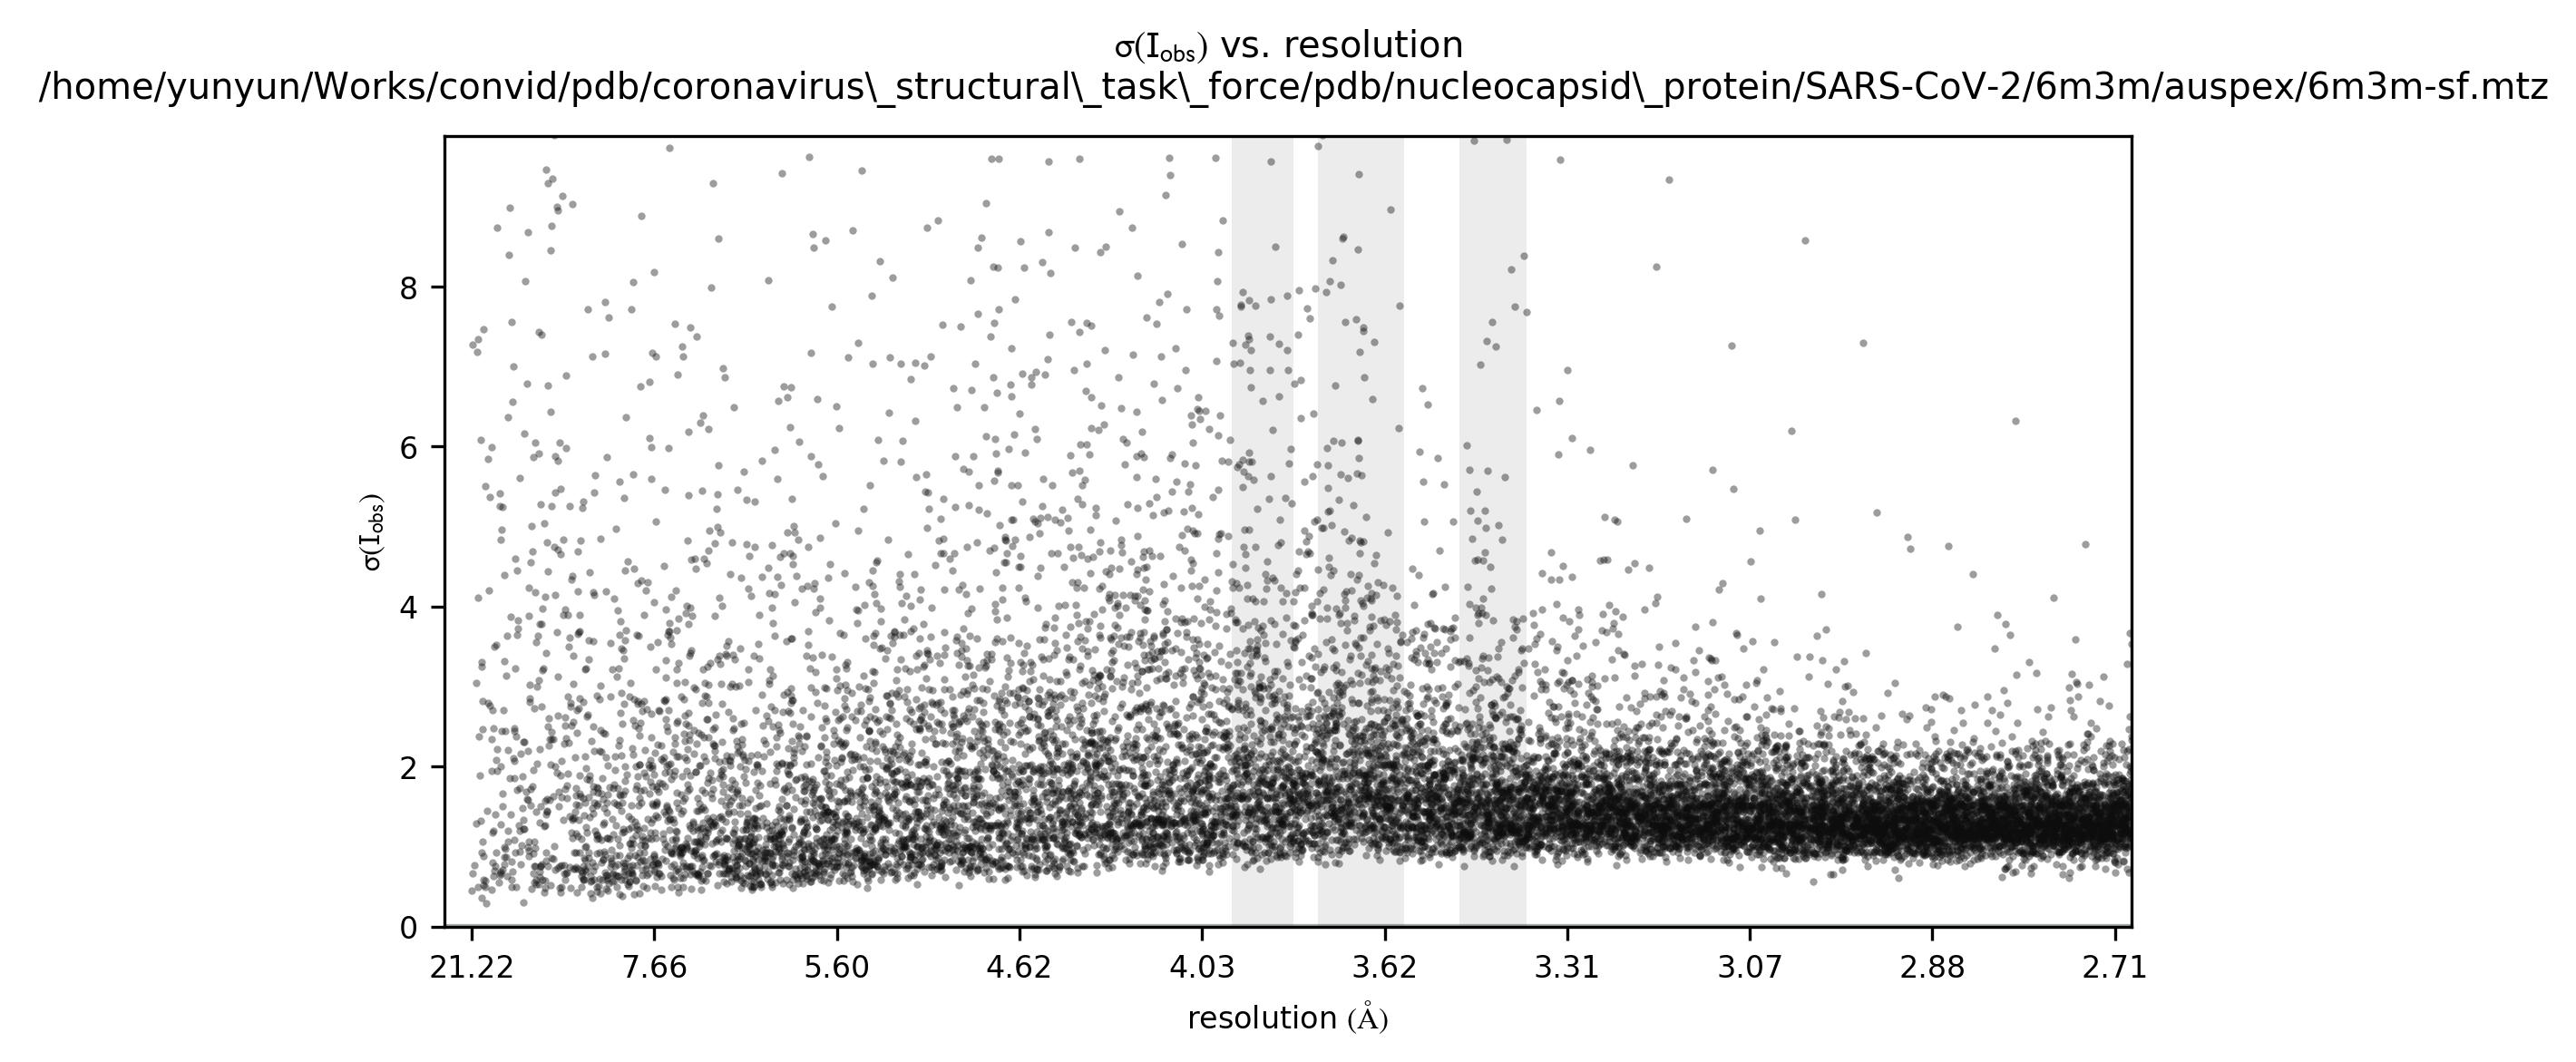 σ(I_obs) vs. resolution
/home/yunyun/Works/convid/pdb/coronavirus\_structural\_task\_force/pdb/nucleocapsid\_protein/SARS-CoV-2/6m3m/auspex/6m3m-sf.mtz
σ(I_obs)
8
6
4
2
0
21.22 7.66 5.60 4.62 4.03 3.62 3.31 3.07 2.88 2.71
resolution (Å)